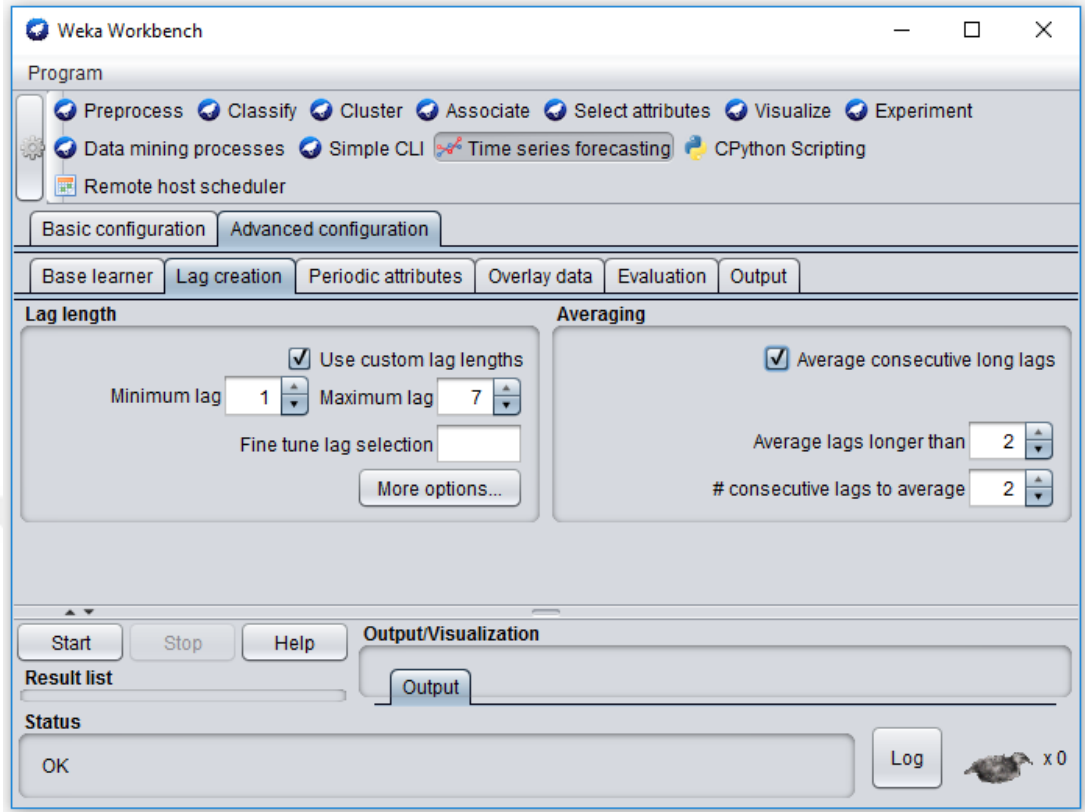 Weka Workbench
Program
Preprocess Classify Cluster Associate Select attributes Visualize Experiment
Data mining processes Simple CLI Time series forecasting CPython Scripting
Remote host scheduler
Basic configuration Advanced configuration
Base learner Lag creation Periodic attributes Overlay data Evaluation Output
Lag length
Use custom lag lengths
Minimum lag 1 Maximum lag 7
Fine tune lag selection
More options...
Averaging
Average consecutive long lags
Average lags longer than 2
# consecutive lags to average 2
Start Stop Help
Result list
Output/Visualization
Output
Status
OK
Log
x 0